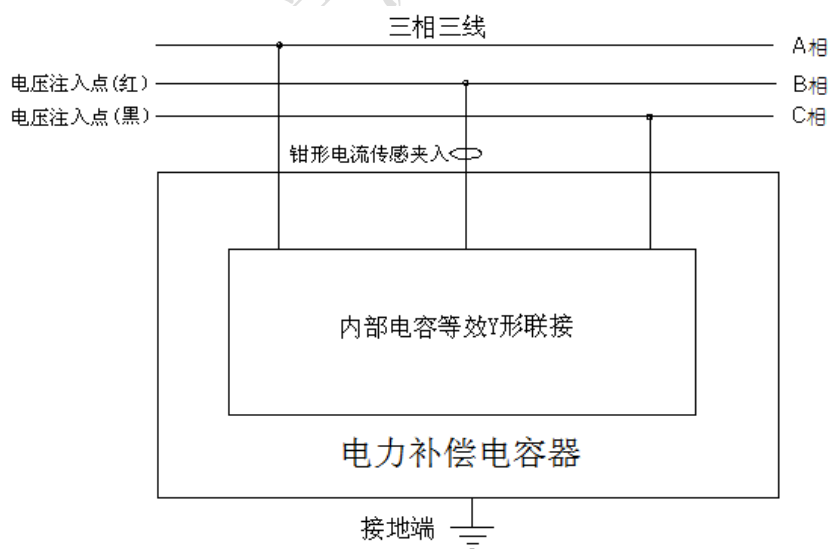 三相三线
A相
电压注入点(红)
B相
电压注入点(黑)
C相
钳形电流传感夹入
内部电容等效Y形联接
电力补偿电容器
接地端